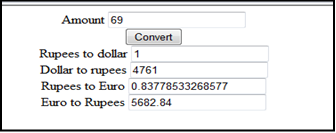 Amount 69
Convert
Rupees to dollar 1
Dollar to rupees 4761
Rupees to Euro 0.83778533268577
Euro to Rupees 5682.84